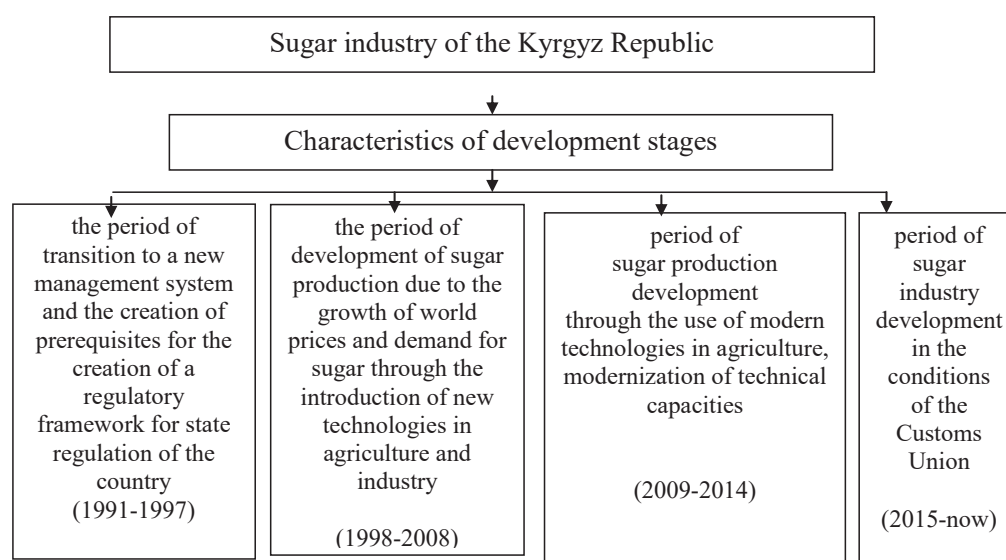 Sugar industry of the Kyrgyz Republic
Characteristics of development stages
the period of
transition to a new
management system
and the creation of
prerequisites for the
creation of a
regulatory
framework for state
regulation of the
country
(1991-1997)
the period of
development of sugar
production due to the
growth of world
prices and demand for
sugar through the
introduction of new
technologies in
agriculture and
industry
(1998-2008)
period of
sugar production
development
through the use of modern
technologies in agriculture,
modernization of technical
capacities
(2009-2014)
period of
sugar
industry
development
in the
conditions
of the
Customs
Union
(2015-now)